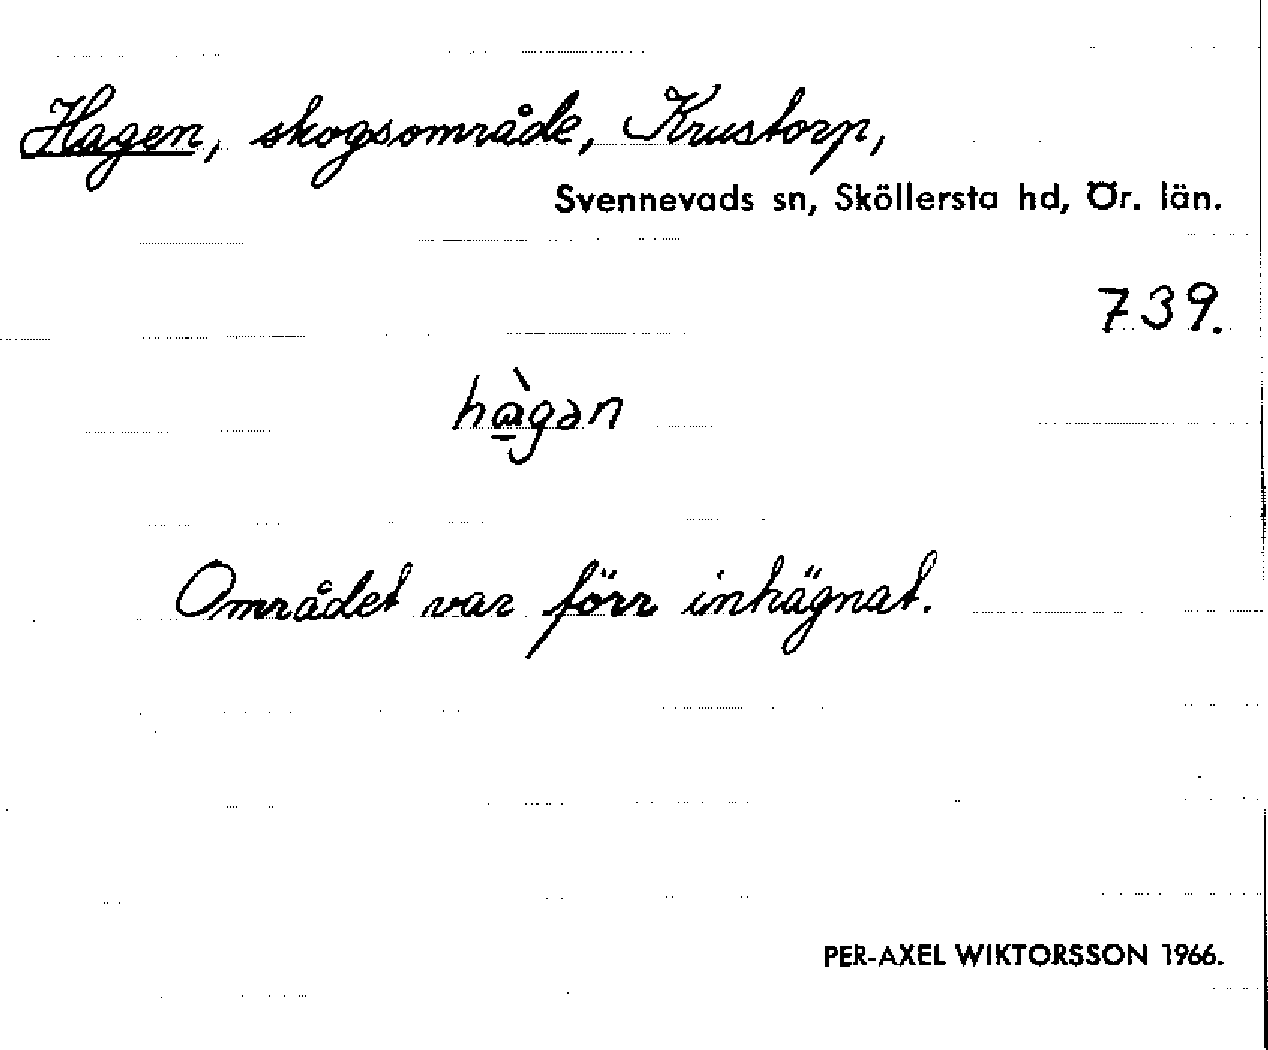 Hagen, skogsområde, Krustorp,
Svennevads sn, Sköllersta hd, Ör. län.
739.
hàgən
Området var förr inhägnat.
PER-AXEL WIKTORSSON 1966.